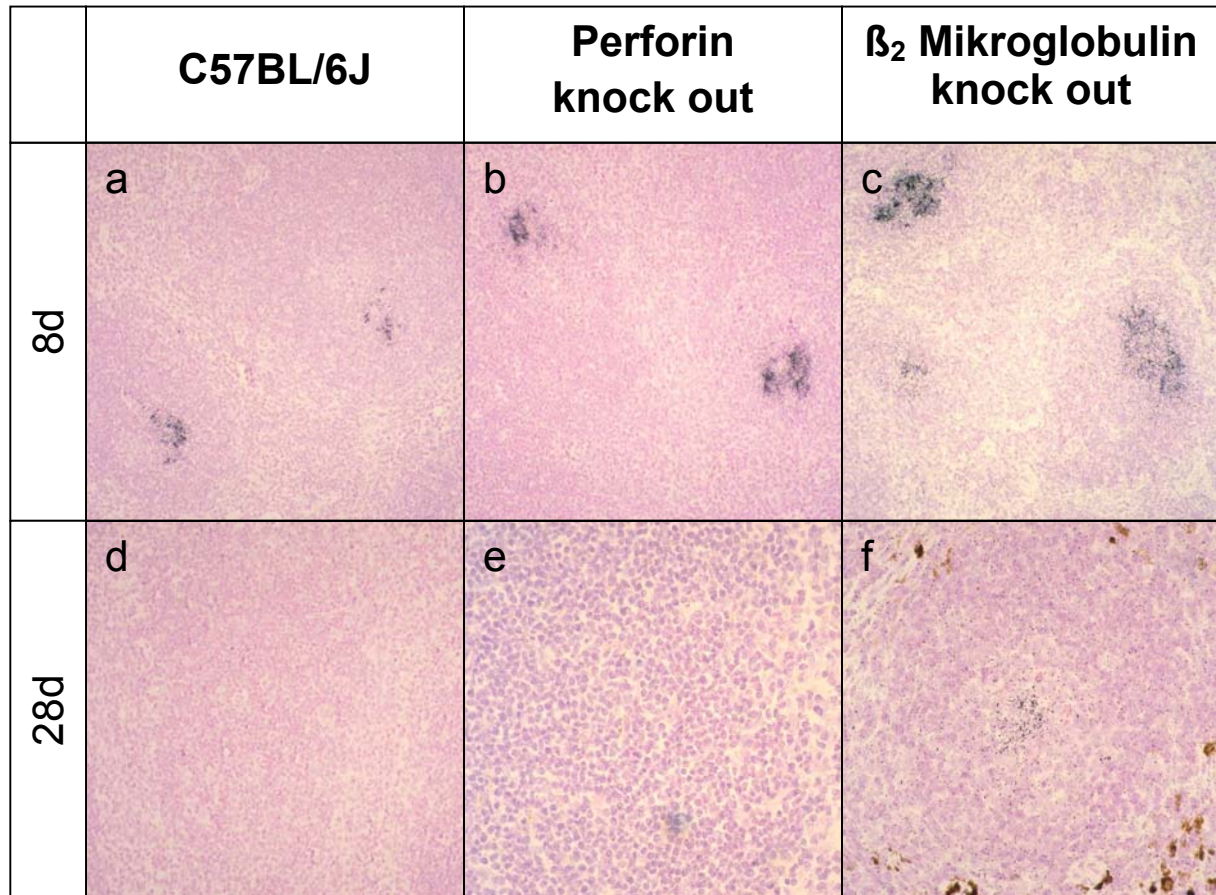 C57BL/6J
Perforin
knock out
ß₂ Mikroglobulin
knock out
8d
a
b
c
28d
d
e
f